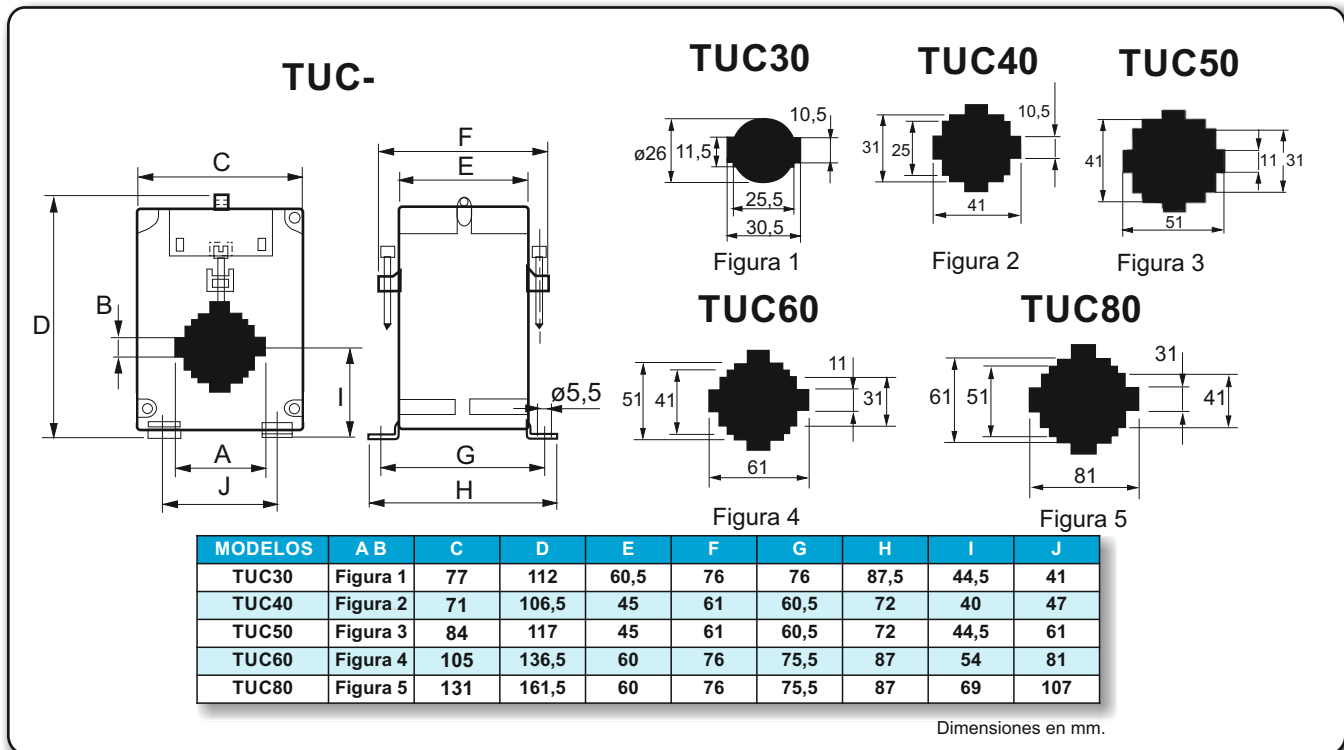 TUC-
C
D
B
I
A
J
F
E
ø5,5
G
H
TUC30
10,5
ø26
11,5
25,5
30,5
Figura 1
TUC40
10,5
31
25
41
Figura 2
TUC50
41
11
31
51
Figura 3
TUC60
11
51
41
31
61
Figura 4
TUC80
31
61
51
41
81
Figura 5
MODELOS A B C D E F G H I J
TUC30 Figura 1 77 112 60,5 76 76 87,5 44,5 41
TUC40 Figura 2 71 106,5 45 61 60,5 72 40 47
TUC50 Figura 3 84 117 45 61 60,5 72 44,5 61
TUC60 Figura 4 105 136,5 60 76 75,5 87 54 81
TUC80 Figura 5 131 161,5 60 76 75,5 87 69 107
Dimensiones en mm.